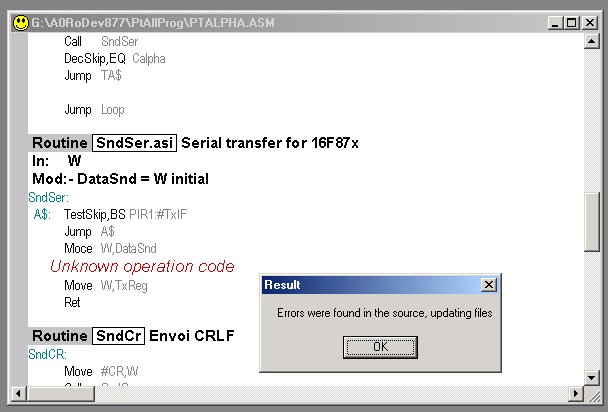 G:\A0RoDev877\PtAllProg\PTALPHA.ASM
Call SndSer
DecSkip,EQ Calpha
Jump TA$
Jump Loop
Routine SndSer.asi Serial transfer for 16F87x
In: W
Mod:- DataSnd = W initial
SndSer:
A$: TestSkip,BS PIR1:#TxIF
Jump A$
Moce W,DataSnd
Unknown operation code
Move W,TxReg
Ret
Result
Errors were found in the source, updating files
OK
Routine SndCr Envoi CRLF
SndCR:
Move #CR,W